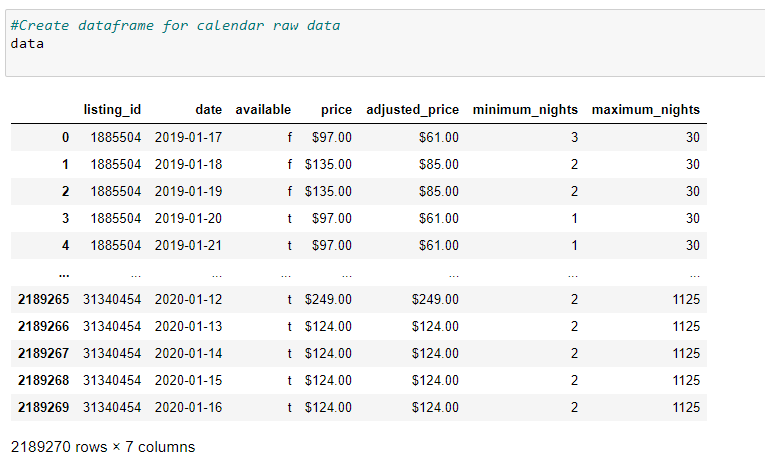 #Create dataframe for calendar raw data
data
listing_id date available price adjusted_price minimum_nights maximum_nights
0 1885504 2019-01-17 f $97.00 $61.00 3 30
1 1885504 2019-01-18 f $135.00 $85.00 2 30
2 1885504 2019-01-19 f $135.00 $85.00 2 30
3 1885504 2019-01-20 t $97.00 $61.00 1 30
4 1885504 2019-01-21 t $97.00 $61.00 1 30
... ... ... ... ... ... ... ...
2189265 31340454 2020-01-12 t $249.00 $249.00 2 1125
2189266 31340454 2020-01-13 t $124.00 $124.00 2 1125
2189267 31340454 2020-01-14 t $124.00 $124.00 2 1125
2189268 31340454 2020-01-15 t $124.00 $124.00 2 1125
2189269 31340454 2020-01-16 t $124.00 $124.00 2 1125
2189270 rows × 7 columns